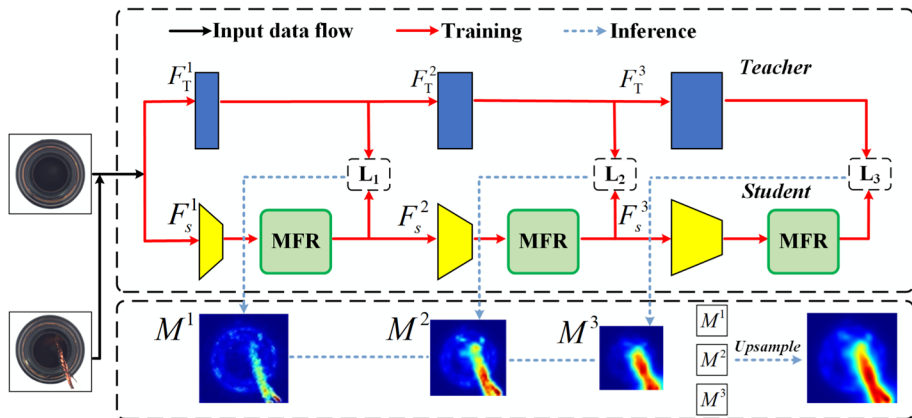 Input data flow Training Inference
F_T^1 F_T^2 F_T^3 Teacher
L_1 L_2 L_3
F_s^1 F_s^2 F_s^3 Student
MFR MFR MFR
M^1 M^2 M^3
M^1
M^2 Upsample
M^3